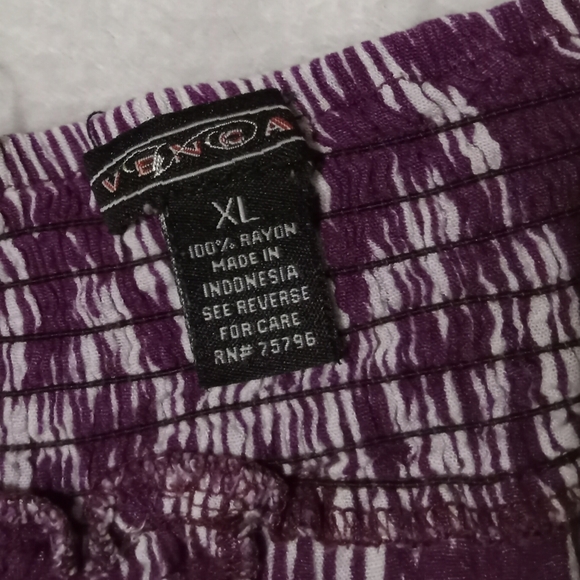 VENCA
XL
100% RAYON
MADE IN
INDONESIA
SEE REVERSE
FOR CARE
RN# 75796